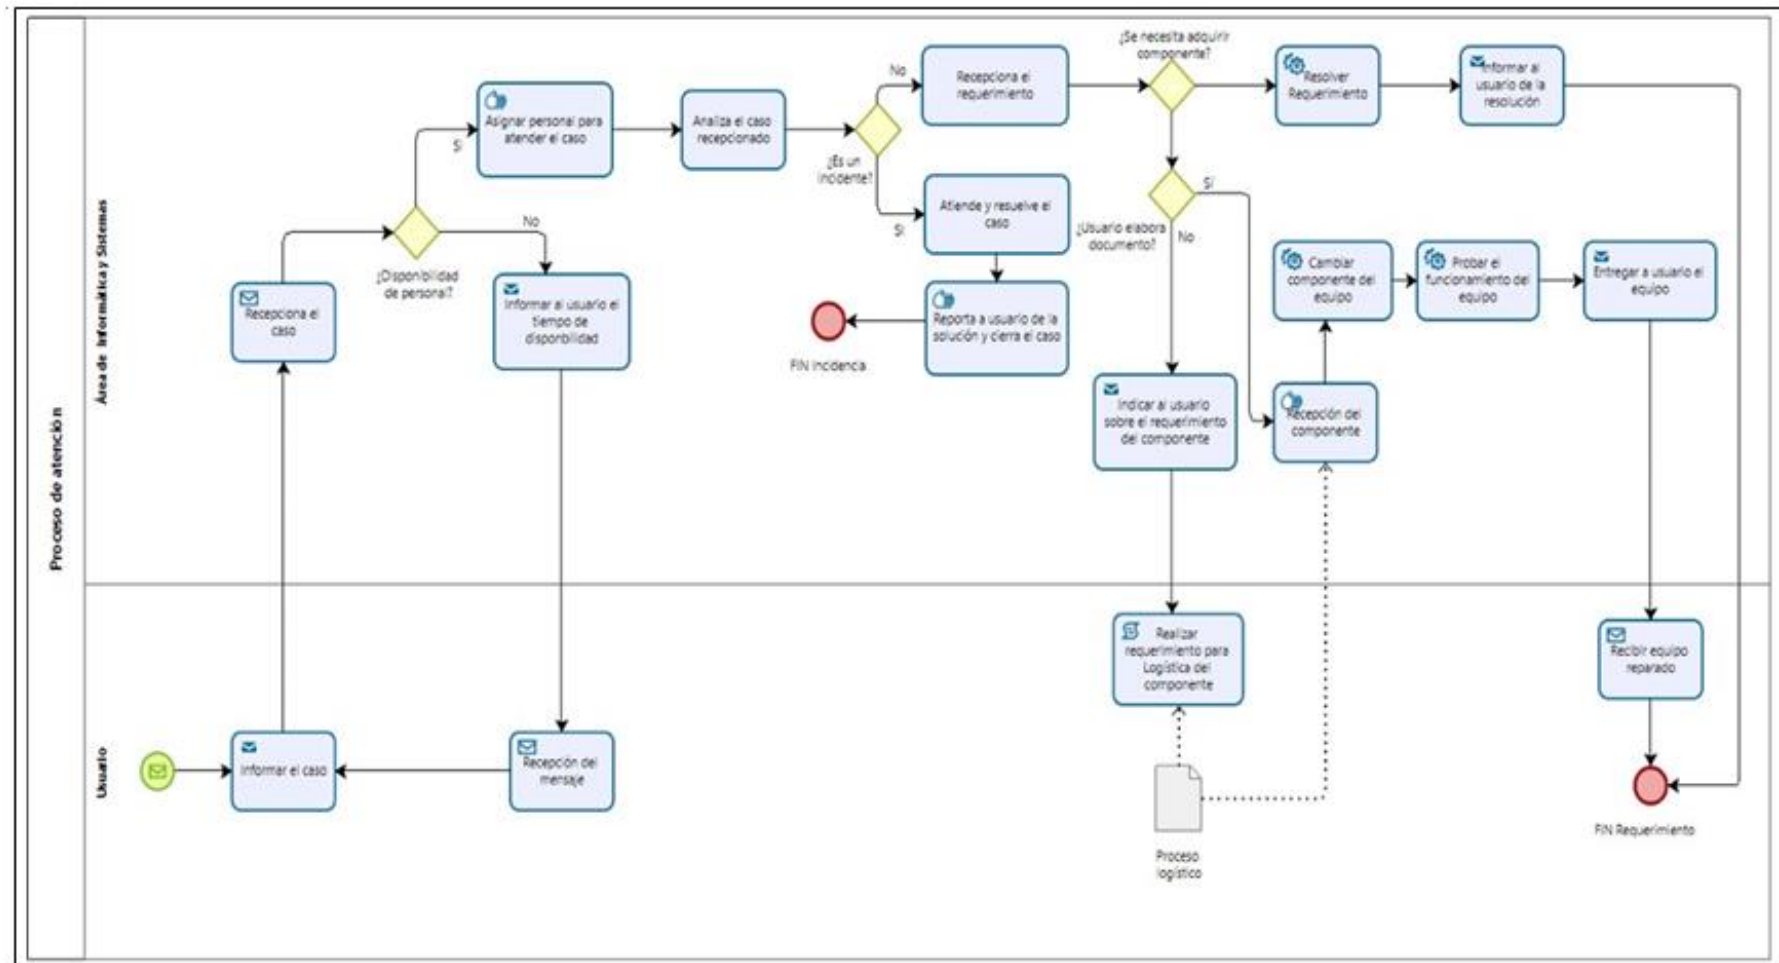 Proceso de atención
Área de Informática y Sistemas
Usuario
Informar el caso
Recepciona el
caso
¿Disponibilidad
de personal?
Si
No
Asignar personal para
atender el caso
Informar al usuario el
tiempo de
disponbilidad
Recepción del
mensaje
Analiza el caso
recepcionado
¿Es un
incidente?
No
Si
Recepciona el
requerimiento
Atiende y resuelve el
caso
Reporta a usuario de la
solución y cierra el caso
FIN Incidencia
¿Se necesita adquirir
componente?
Resolver
Requerimiento
Informar al
usuario de la
resolución
¿Usuario elabora
documento?
Sí
No
Indicar al usuario
sobre el requerimiento
del componente
Recepción del
componente
Cambiar
componente del
equipo
Probar el
funcionamiento del
equipo
Entregar a usuario el
equipo
Realizar
requerimiento para
Logística del
componente
Proceso
logístico
Recibir equipo
reparado
FIN Requerimiento